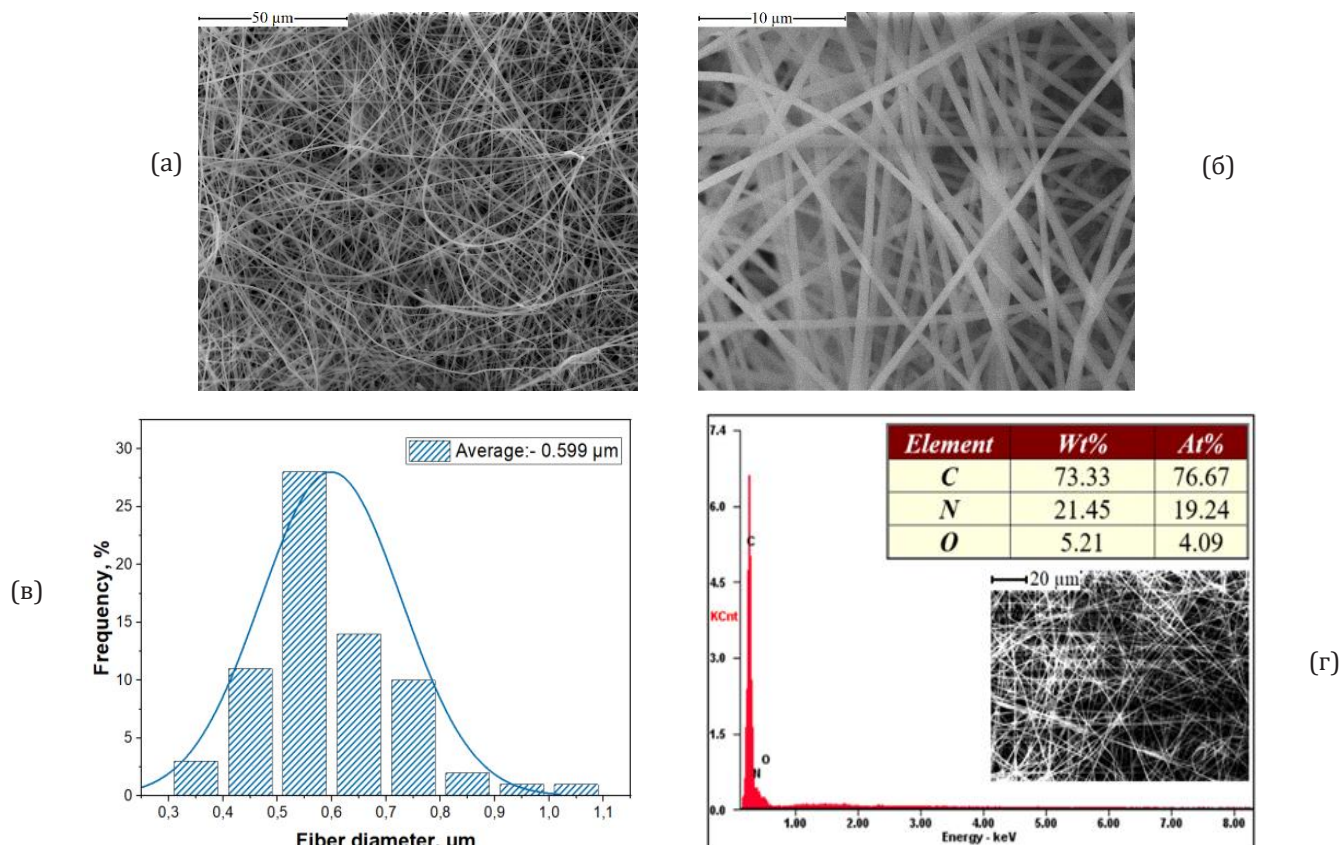 50 µm
10 µm
(а)
(б)
Average:- 0.599 µm
Frequency, %
30
25
20
15
10
5
0
0,3 0,4 0,5 0,6 0,7 0,8 0,9 1,0 1,1
Fiber diameter, µm
(в)
7.4
6.0
4.5
KCnt
3.0
1.5
0.0
C
N
O
1.00 2.00 3.00 4.00 5.00 6.00 7.00 8.00
Energy - keV
Element Wt% At%
C 73.33 76.67
N 21.45 19.24
O 5.21 4.09
20 µm
(г)